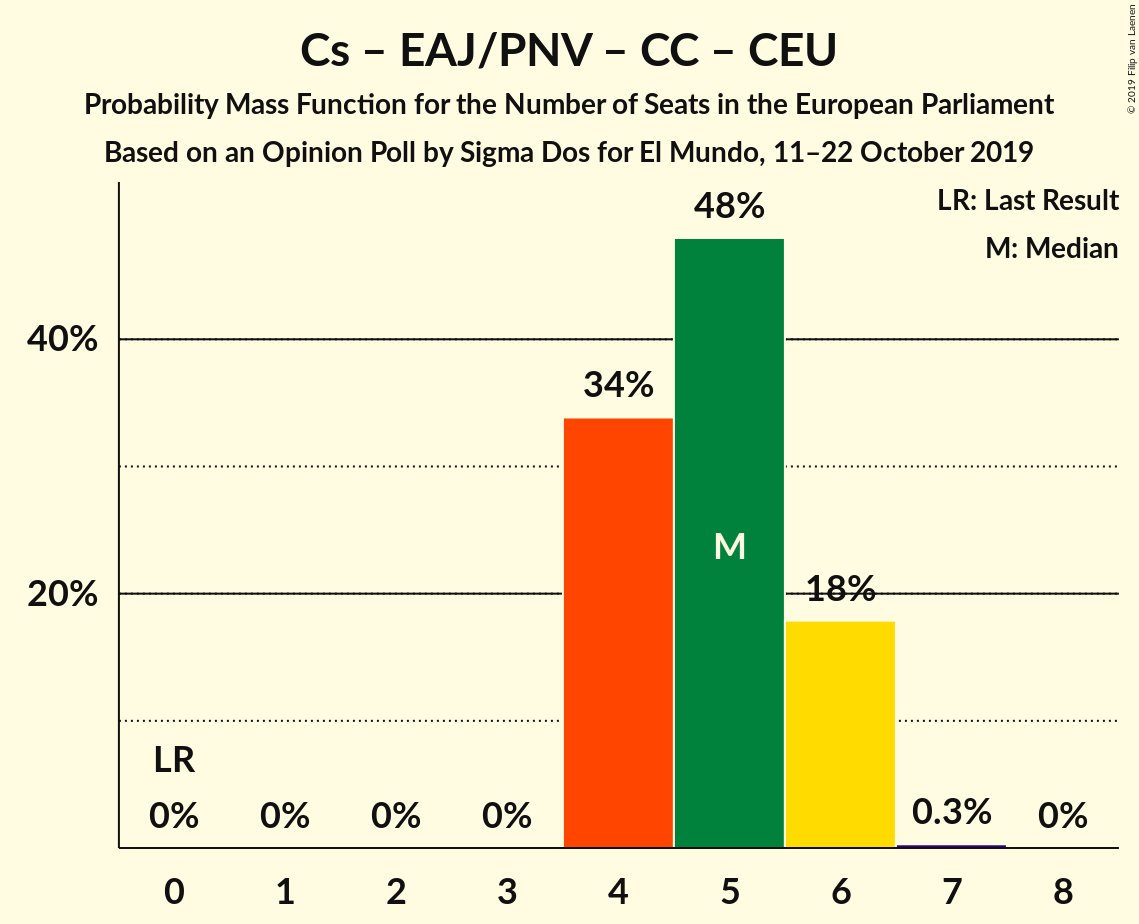 Cs – EAJ/PNV – CC – CEU
Probability Mass Function for the Number of Seats in the European Parliament
Based on an Opinion Poll by Sigma Dos for El Mundo, 11–22 October 2019
© 2019 Filip van Laenen
LR: Last Result
M: Median
48%
40%
34%
M
20%
18%
LR
0% 0% 0% 0% 0.3% 0%
0 1 2 3 4 5 6 7 8